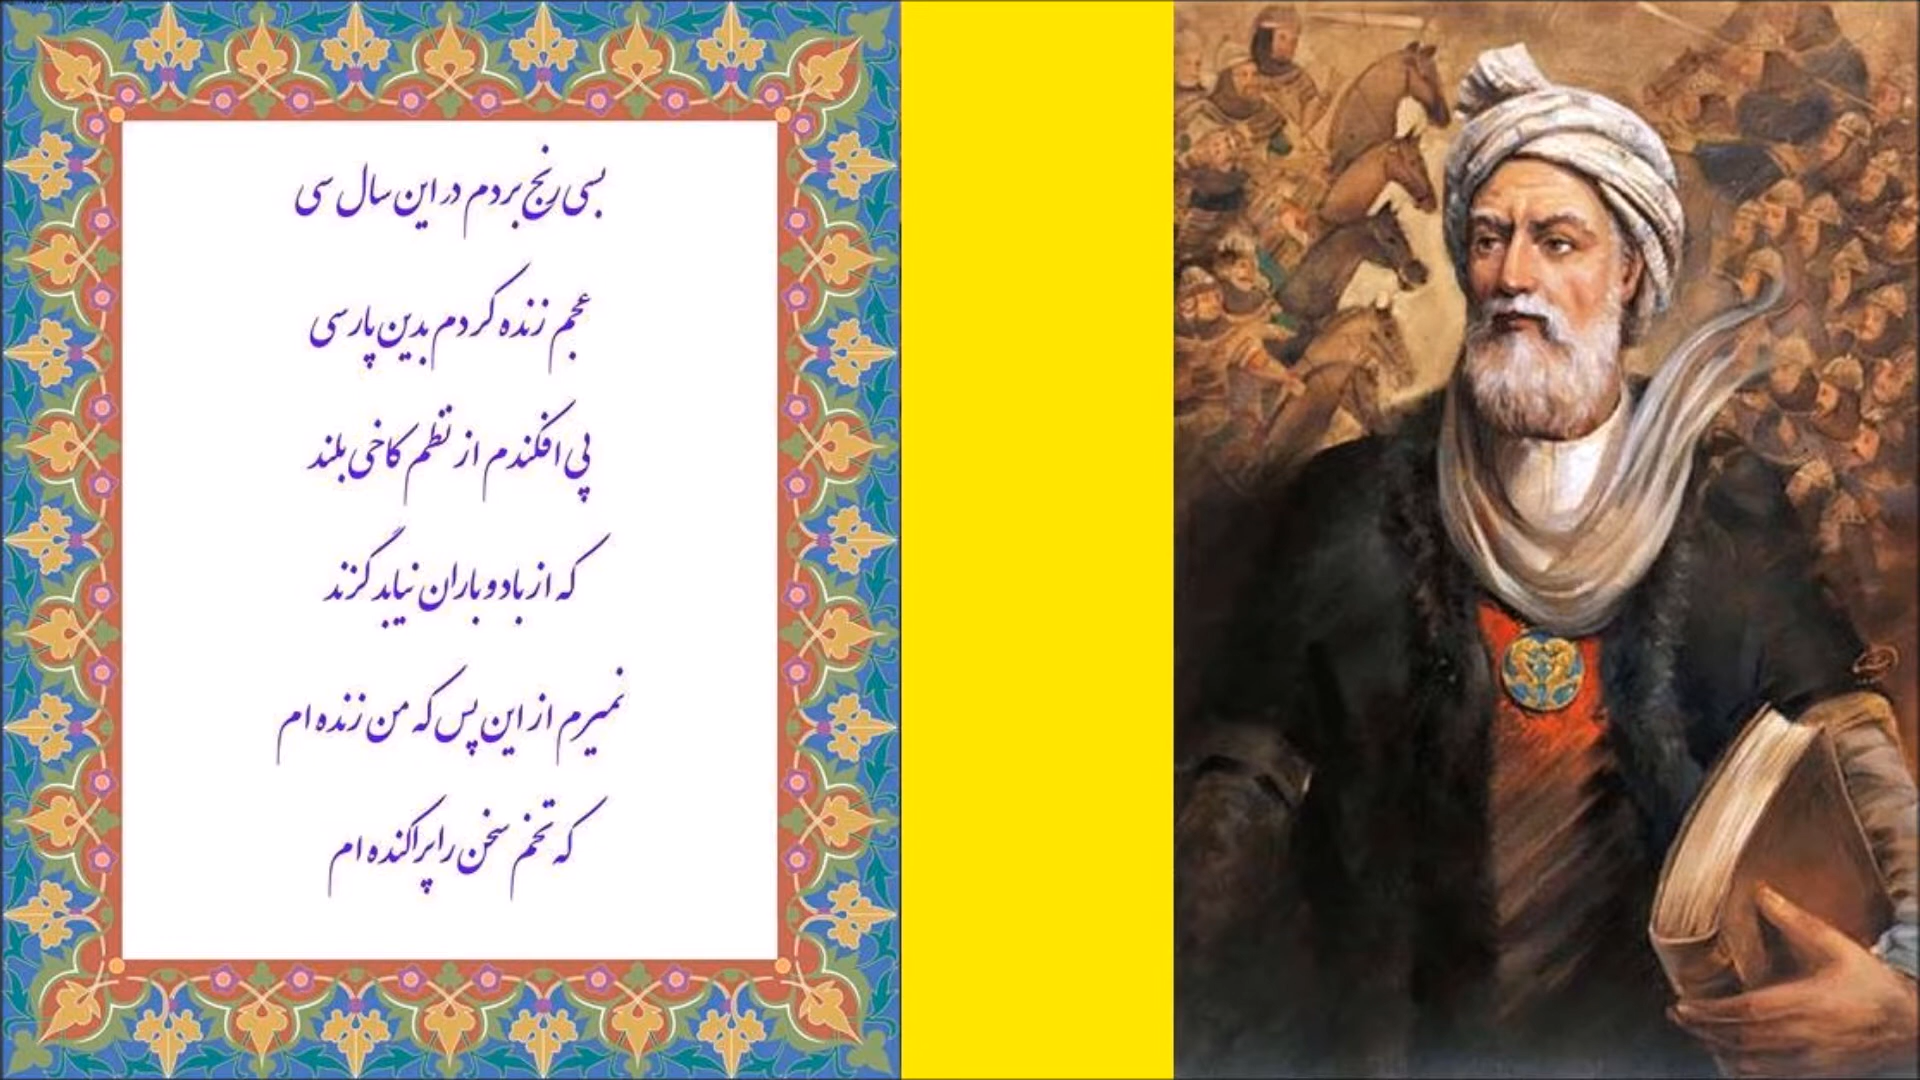 بسی رنج بردم در این سال سی
عجم زنده کردم بدین پارسی
پی افکندم از نظم کاخی بلند
که از باد و باران نیابد گزند
نمیرم از این پس که من زنده ام
که تخم سخن را پراکنده ام